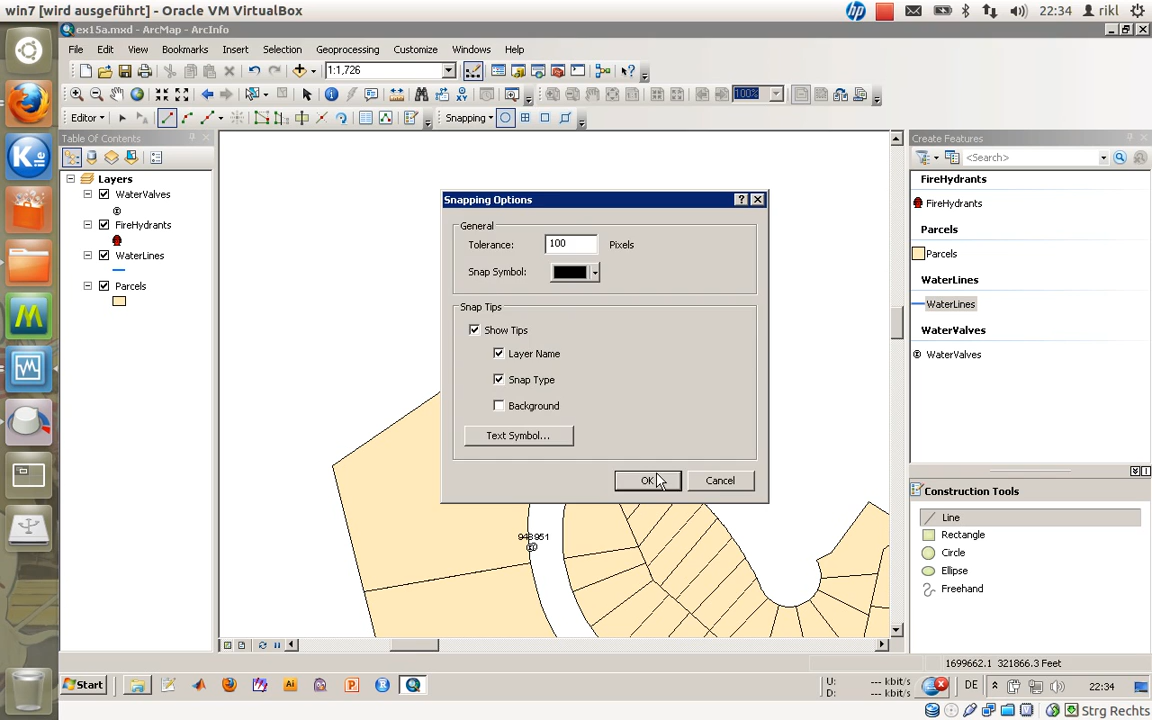 win7 [wird ausgeführt] - Oracle VM VirtualBox
22:34
rikl
ex15a.mxd - ArcMap - ArcInfo
File Edit View Bookmarks Insert Selection Geoprocessing Customize Windows Help
1:1,726
100%
Editor
Snapping
Table Of Contents
Create Features
<Search>
Layers
WaterValves
FireHydrants
WaterLines
Parcels
Snapping Options
General
Tolerance: 100 Pixels
Snap Symbol:
Snap Tips
Show Tips
Layer Name
Snap Type
Background
Text Symbol...
OK Cancel
FireHydrants
FireHydrants
Parcels
Parcels
WaterLines
WaterLines
WaterValves
WaterValves
Construction Tools
Line
Rectangle
Circle
Ellipse
Freehand
1699662.1 321866.3 Feet
Start
U: --- kbit/s
D: --- kbit/s
DE
22:34
Strg Rechts